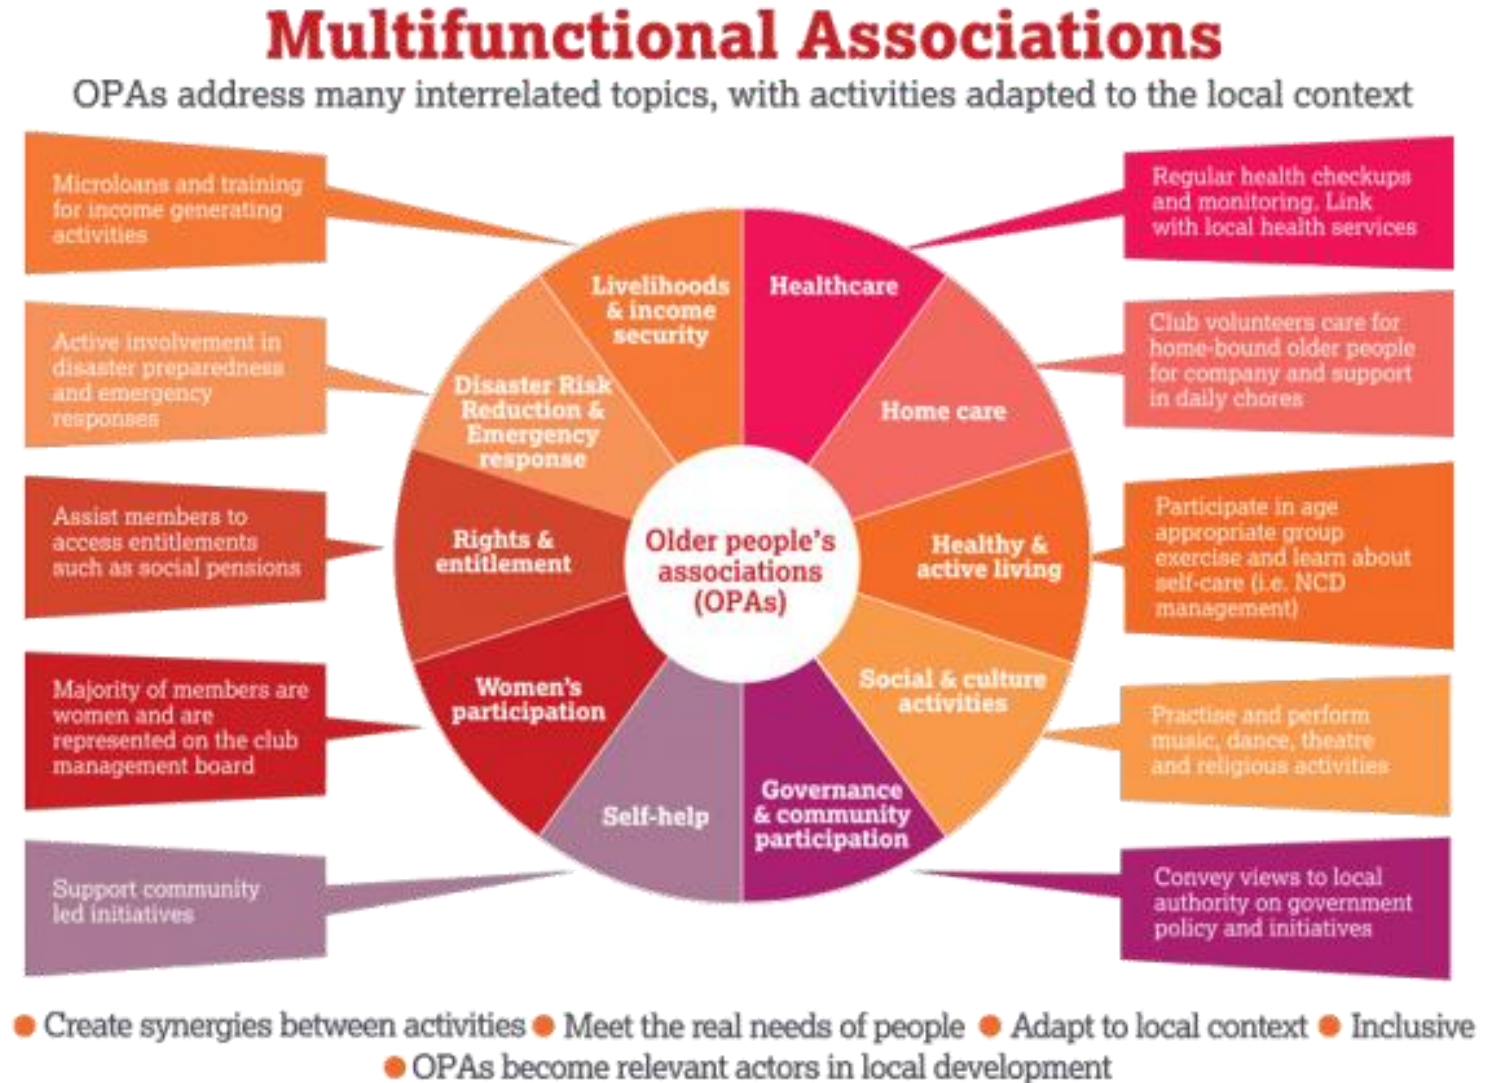 Multifunctional Associations
OPAs address many interrelated topics, with activities adapted to the local context
Microloans and training
for income generating
activities
Active involvement in
disaster preparedness
and emergency
responses
Assist members to
access entitlements
such as social pensions
Majority of members are
women and are
represented on the club
management board
Support community
led initiatives
Livelihoods
& income
security
Disaster Risk
Reduction &
Emergency
response
Rights &
entitlement
Women's
participation
Self-help
Older people's
associations
(OPAs)
Healthcare
Home care
Healthy &
active living
Social & culture
activities
Governance
& community
participation
Regular health checkups
and monitoring. Link
with local health services
Club volunteers care for
home-bound older people
for company and support
in daily chores
Participate in age
appropriate group
exercise and learn about
self-care (i.e. NCD
management)
Practise and perform
music, dance, theatre
and religious activities
Convey views to local
authority on government
policy and initiatives
● Create synergies between activities ● Meet the real needs of people ● Adapt to local context ● Inclusive
● OPAs become relevant actors in local development